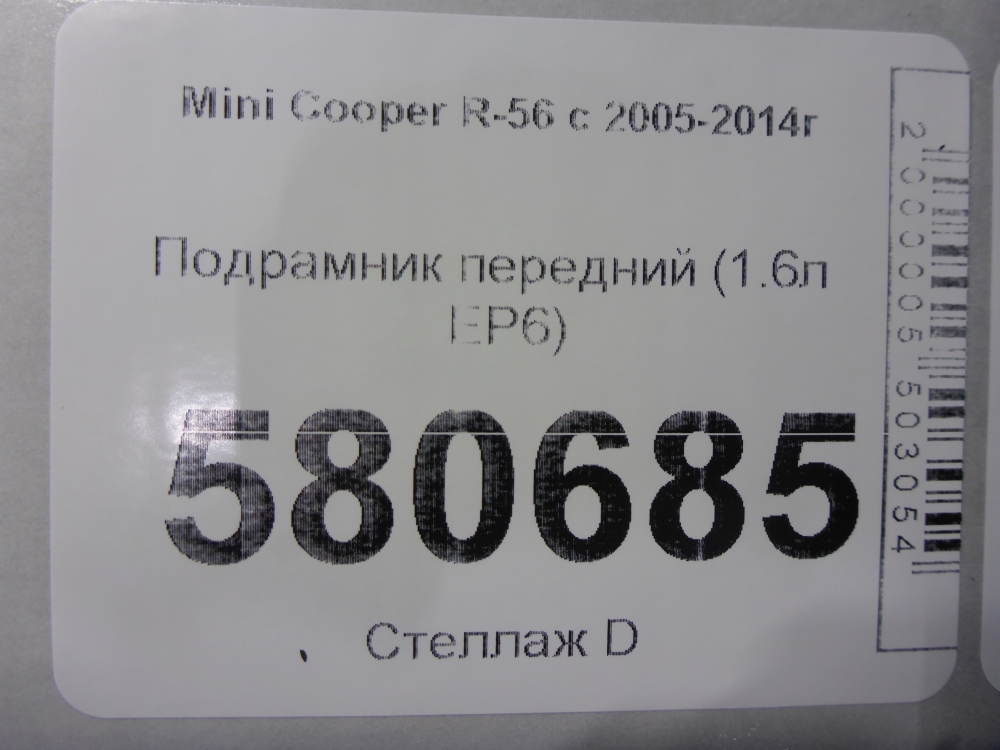 Mini Cooper R-56 с 2005-2014г
Подрамник передний (1.6л
EP6)
580685
Стеллаж D
2000005503054